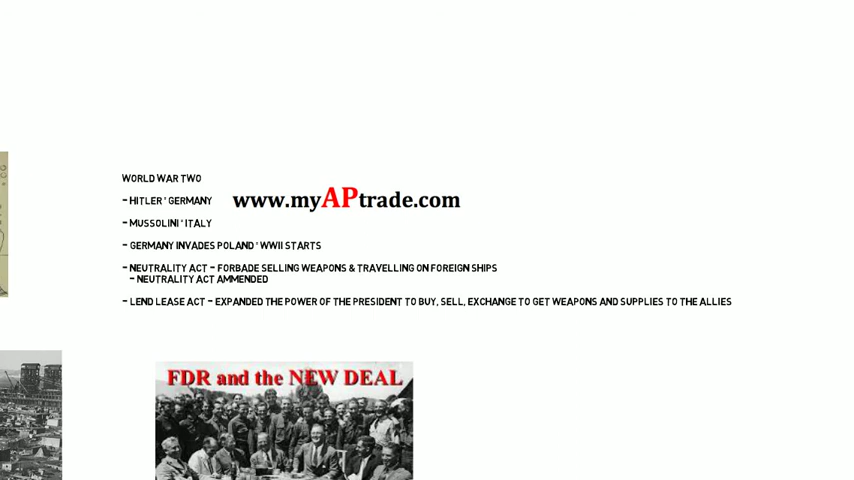 WORLD WAR TWO
- HITLER ' GERMANY
www.myAPtrade.com
- MUSSOLINI ' ITALY
- GERMANY INVADES POLAND ' WWII STARTS
- NEUTRALITY ACT - FORBADE SELLING WEAPONS & TRAVELLING ON FOREIGN SHIPS
- NEUTRALITY ACT AMMENDED
- LEND LEASE ACT - EXPANDED THE POWER OF THE PRESIDENT TO BUY, SELL, EXCHANGE TO GET WEAPONS AND SUPPLIES TO THE ALLIES
FDR and the NEW DEAL